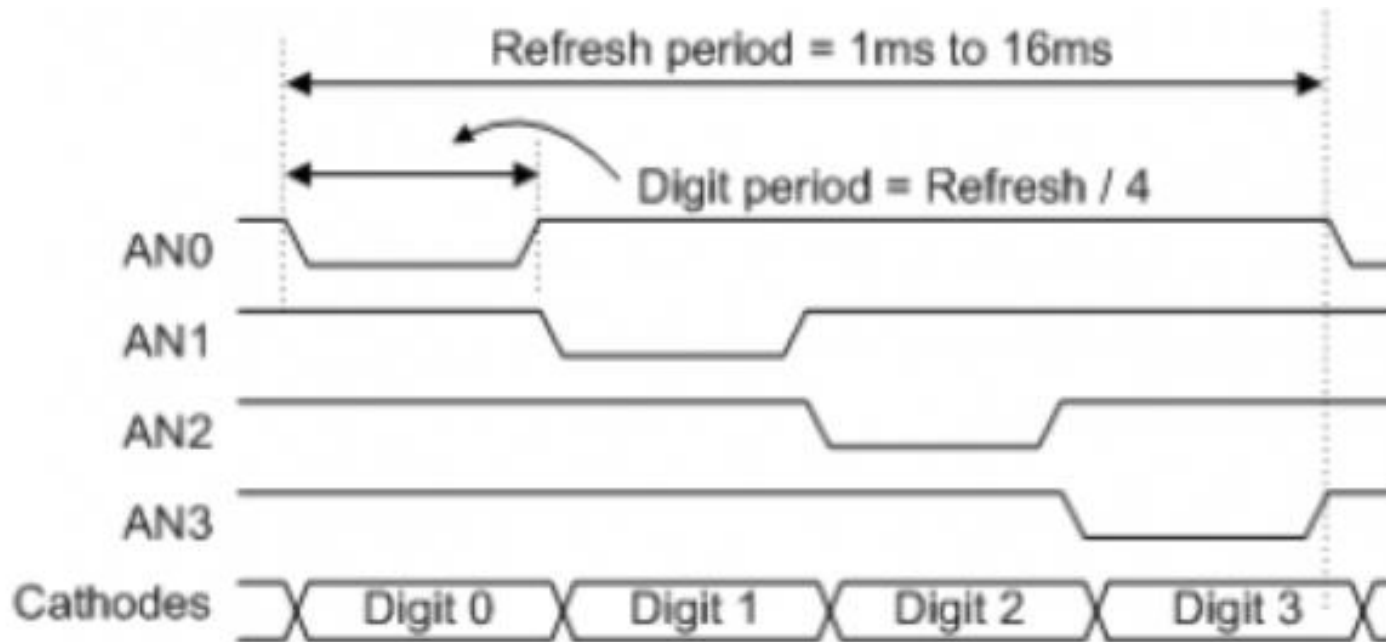 Refresh period = 1ms to 16ms
Digit period = Refresh / 4
AN0
AN1
AN2
AN3
Cathodes Digit 0 Digit 1 Digit 2 Digit 3